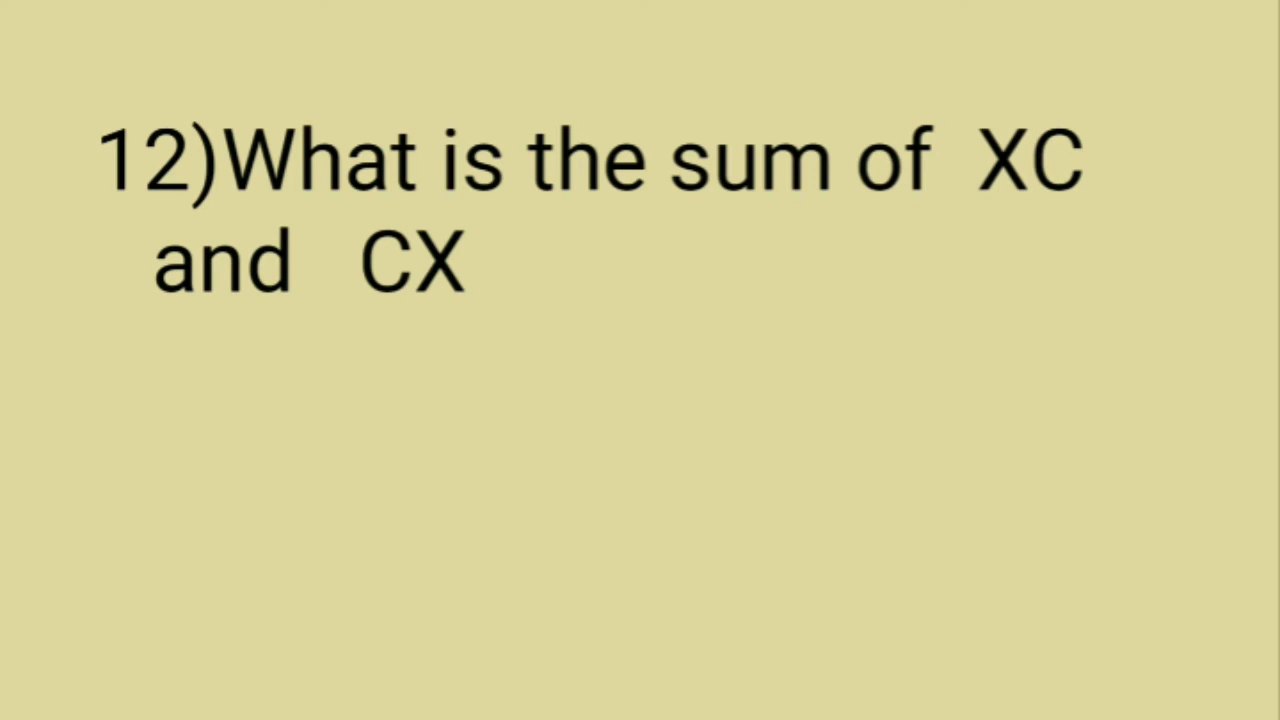 12)What is the sum of  XC
and   CX